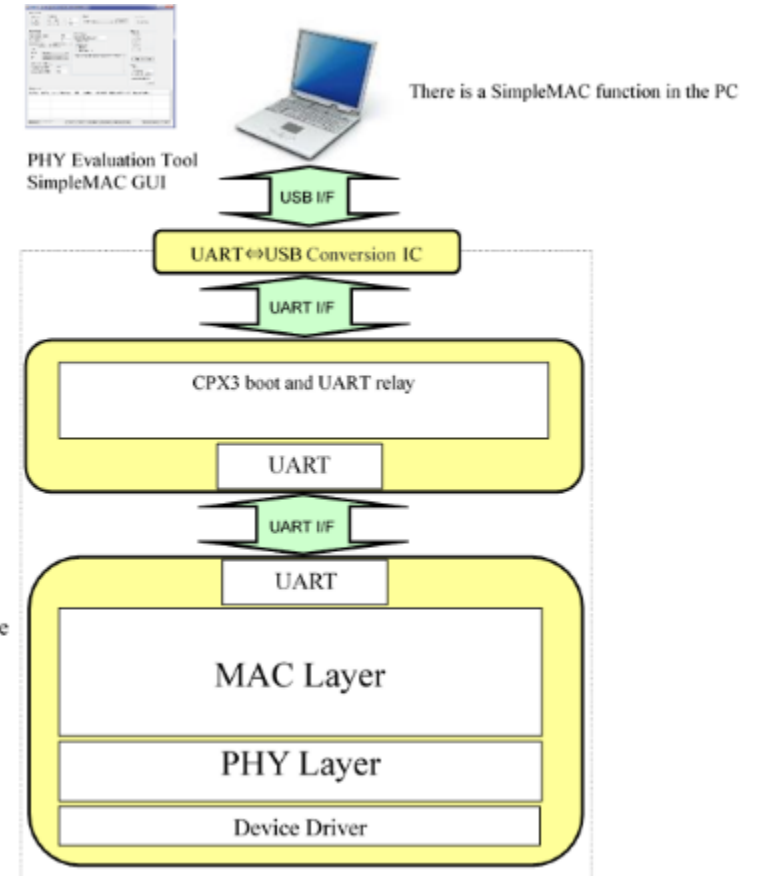 There is a SimpleMAC function in the PC
PHY Evaluation Tool
SimpleMAC GUI
USB I/F
UART⇔USB Conversion IC
UART I/F
CPX3 boot and UART relay
UART
UART I/F
UART
MAC Layer
PHY Layer
Device Driver